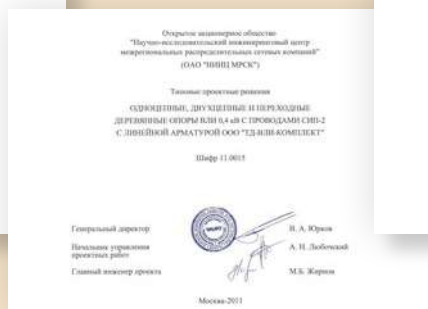 Открытое акционерное общество
"Научно-исследовательский инжиниринговый центр
межрегиональных распределительных сетевых компаний"
(ОАО "НИИЦ МРСК")
Типовые проектные решения
ОДНОЦЕПНЫЕ, ДВУХЦЕПНЫЕ И ПЕРЕХОДНЫЕ
ДЕРЕВЯННЫЕ ОПОРЫ ВЛИ 0,4 кВ С ПРОВОДАМИ СИП-2
С ЛИНЕЙНОЙ АРМАТУРОЙ ООО "ТД-ВЛИ-КОМПЛЕКТ"
Шифр 11.0015
Генеральный директор В. А. Юрков
Начальник управления
проектных работ А. Н. Любочский
Главный инженер проекта М.Б. Жирнов
Москва-2011